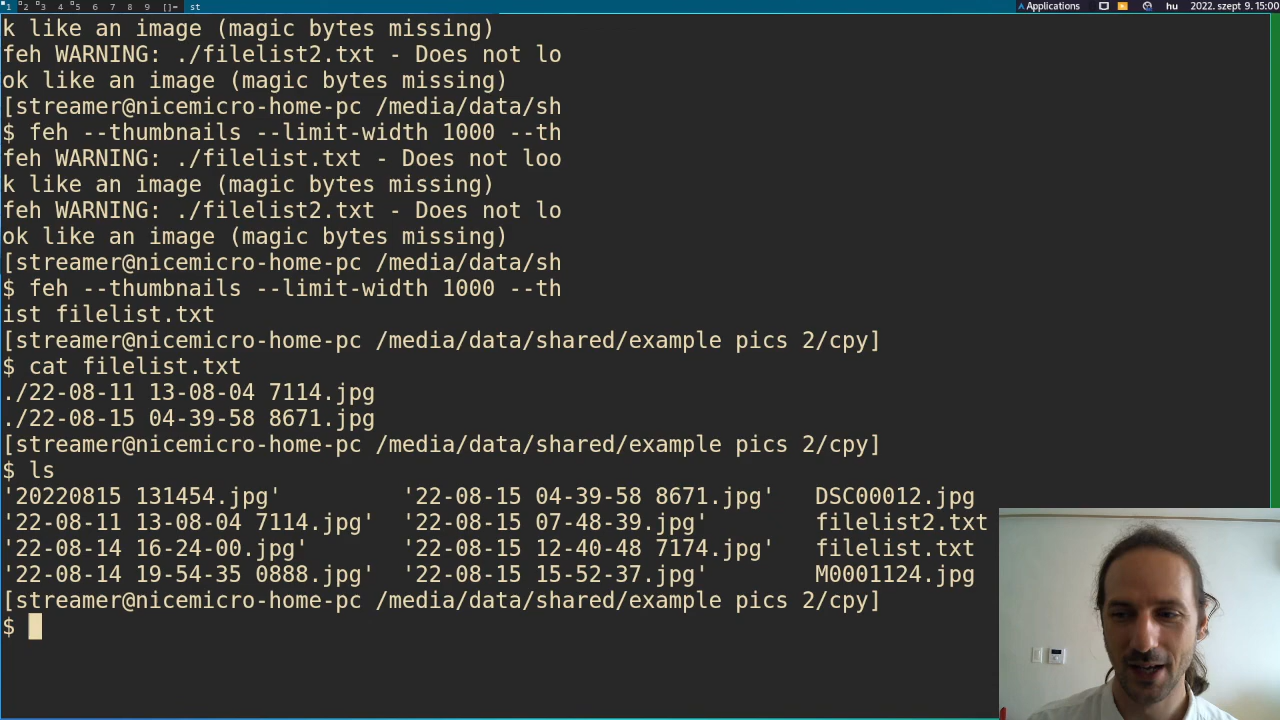 1 2 3 4 5 6 7 8 9 []= st Applications hu 2022. szept 9. 15:00
k like an image (magic bytes missing)
feh WARNING: ./filelist2.txt - Does not lo
ok like an image (magic bytes missing)
[streamer@nicemicro-home-pc /media/data/sh
$ feh --thumbnails --limit-width 1000 --th
feh WARNING: ./filelist.txt - Does not loo
k like an image (magic bytes missing)
feh WARNING: ./filelist2.txt - Does not lo
ok like an image (magic bytes missing)
[streamer@nicemicro-home-pc /media/data/sh
$ feh --thumbnails --limit-width 1000 --th
ist filelist.txt
[streamer@nicemicro-home-pc /media/data/shared/example pics 2/cpy]
$ cat filelist.txt
./22-08-11 13-08-04 7114.jpg
./22-08-15 04-39-58 8671.jpg
[streamer@nicemicro-home-pc /media/data/shared/example pics 2/cpy]
$ ls
'20220815 131454.jpg' '22-08-15 04-39-58 8671.jpg' DSC00012.jpg
'22-08-11 13-08-04 7114.jpg' '22-08-15 07-48-39.jpg' filelist2.txt
'22-08-14 16-24-00.jpg' '22-08-15 12-40-48 7174.jpg' filelist.txt
'22-08-14 19-54-35 0888.jpg' '22-08-15 15-52-37.jpg' M0001124.jpg
[streamer@nicemicro-home-pc /media/data/shared/example pics 2/cpy]
$